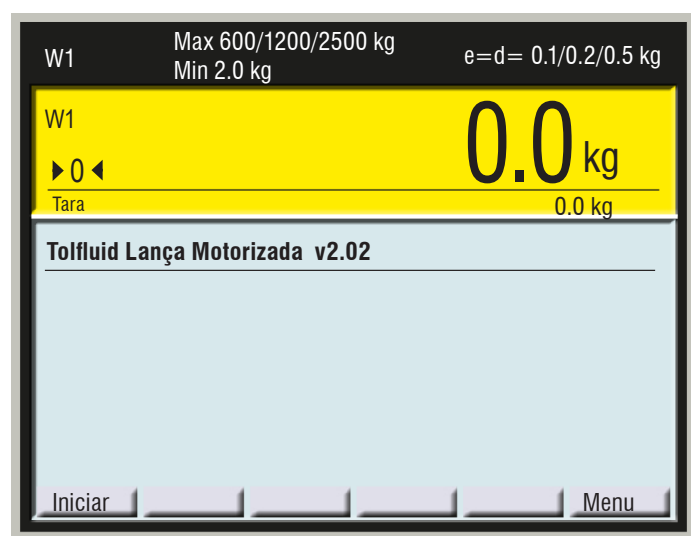 W1 Max 600/1200/2500 kg e=d= 0.1/0.2/0.5 kg
Min 2.0 kg
W1
0.0 kg
0
Tara 0.0 kg
Tolfluid Lança Motorizada v2.02
Iniciar Menu